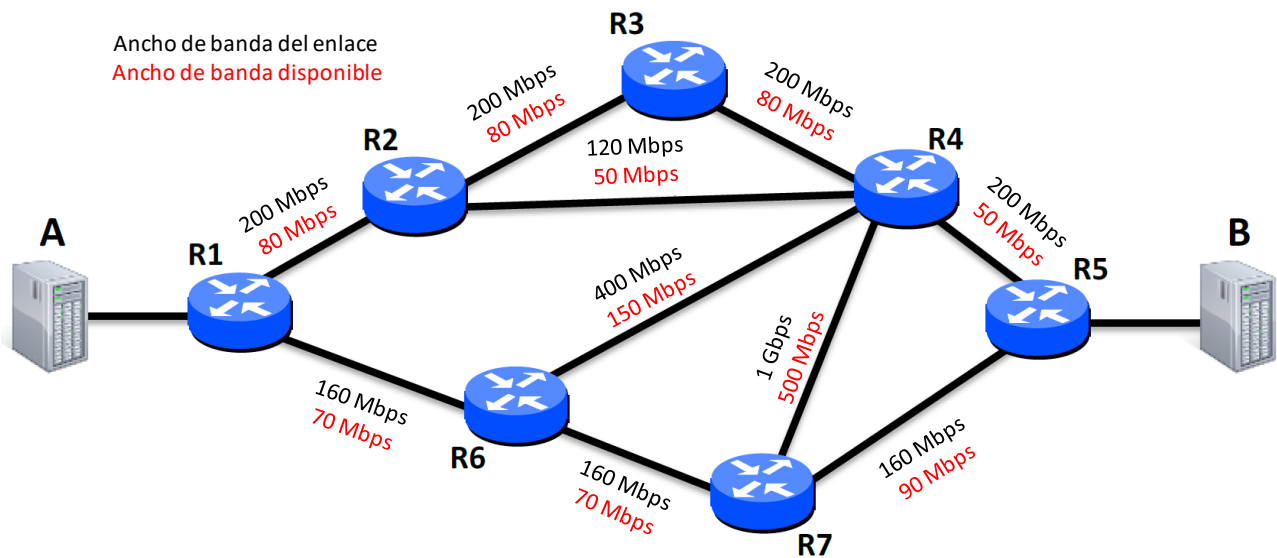 Ancho de banda del enlace
Ancho de banda disponible
R3
200 Mbps
80 Mbps
200 Mbps
80 Mbps
R2
120 Mbps
50 Mbps
R4
200 Mbps
80 Mbps
200 Mbps
50 Mbps
A
B
R1
R5
400 Mbps
150 Mbps
1 Gbps
500 Mbps
160 Mbps
70 Mbps
R6
160 Mbps
70 Mbps
160 Mbps
90 Mbps
R7